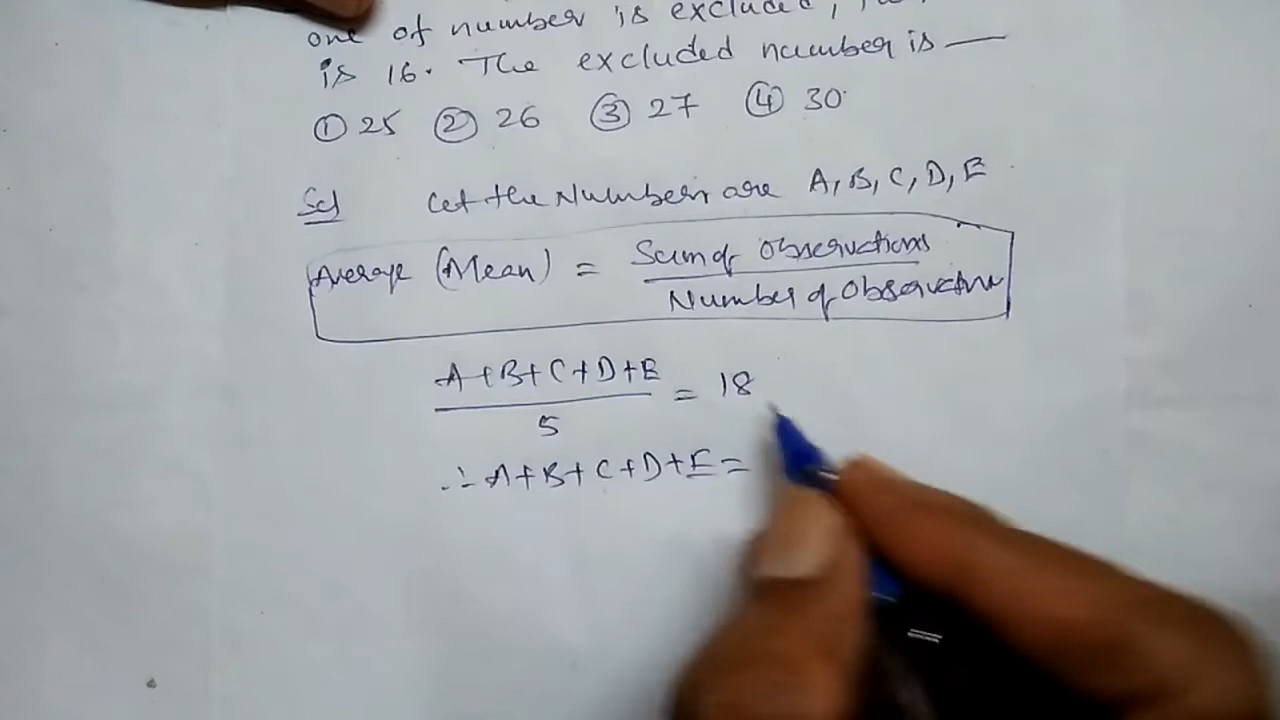 one of number is excluded,
is 16. The excluded number is —
① 25 ② 26 ③ 27 ④ 30
Sol Let the Numbers are A, B, C, D, E
Average (Mean) = Sum of Observations
Number of Observations
A+B+C+D+E = 18
5
∴ A+B+C+D+E =